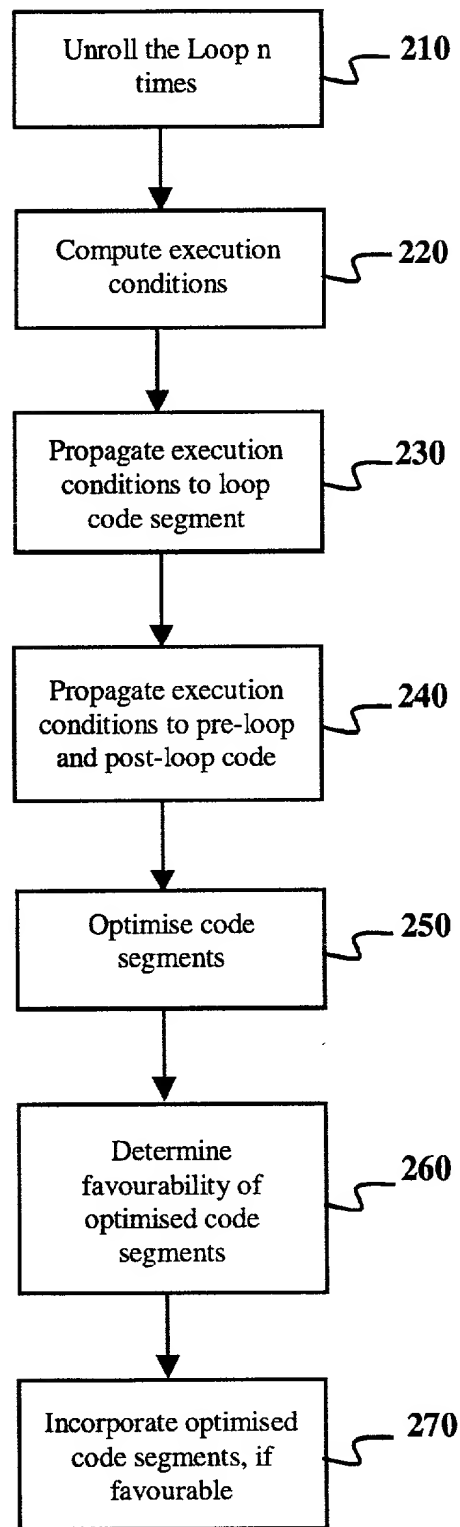 Unroll the Loop n
times
210
Compute execution
conditions
220
Propagate execution
conditions to loop
code segment
230
Propagate execution
conditions to pre-loop
and post-loop code
240
Optimise code
segments
250
Determine
favourability of
optimised code
segments
260
Incorporate optimised
code segments, if
favourable
270